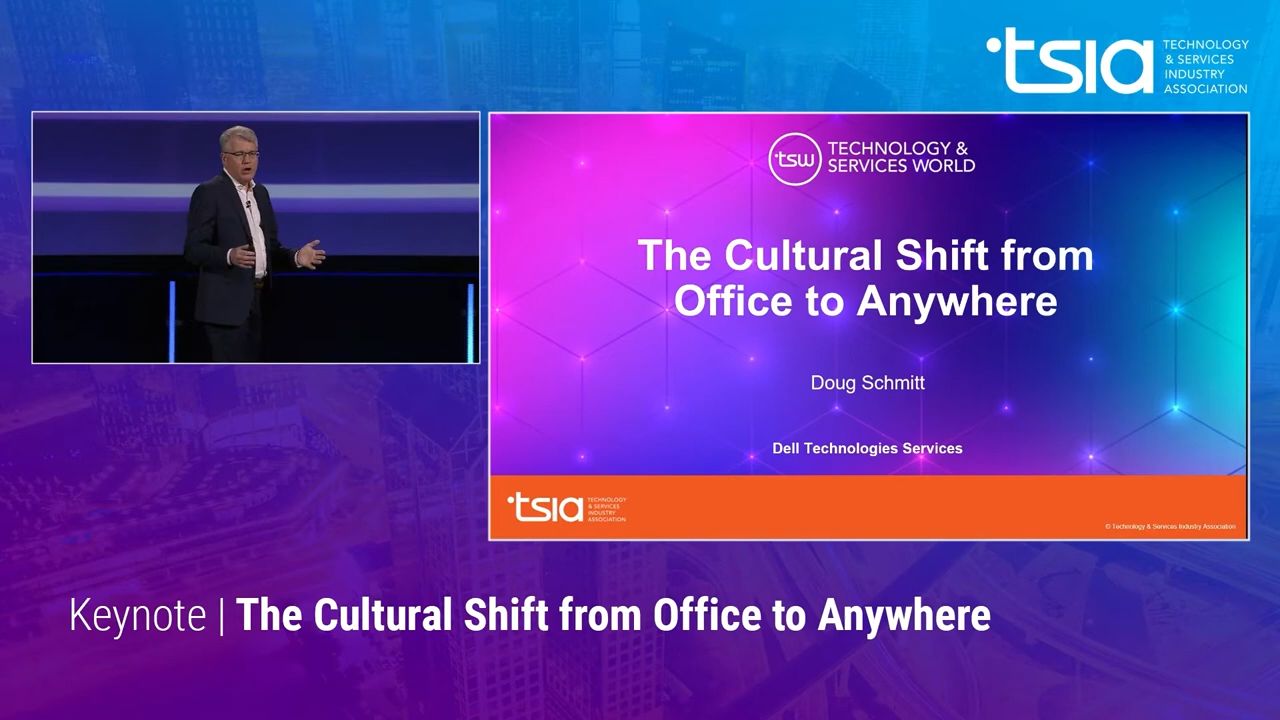 tsia TECHNOLOGY
& SERVICES
INDUSTRY
ASSOCIATION
tsw TECHNOLOGY &
SERVICES WORLD
The Cultural Shift from
Office to Anywhere
Doug Schmitt
Dell Technologies Services
tsia TECHNOLOGY
& SERVICES
INDUSTRY
ASSOCIATION
© Technology & Services Industry Association
Keynote | The Cultural Shift from Office to Anywhere